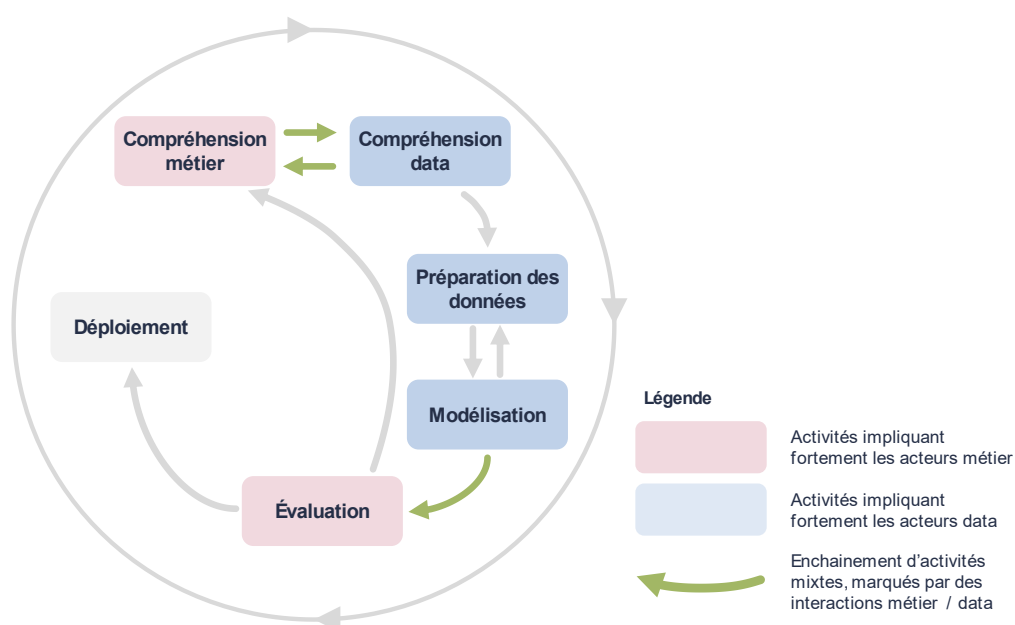 Compréhension
métier
Compréhension
data
Préparation des
données
Déploiement
Modélisation
Évaluation
Légende
Activités impliquant
fortement les acteurs métier
Activités impliquant
fortement les acteurs data
Enchainement d’activités
mixtes, marqués par des
interactions métier / data